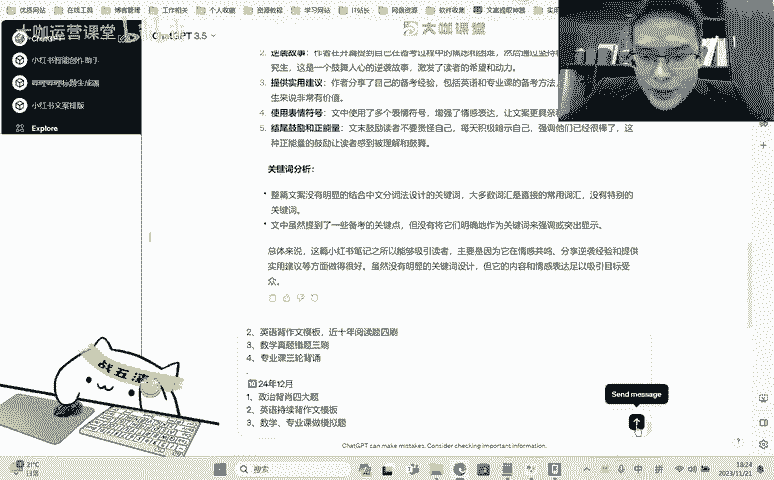 优质网站 在线工具 博客管理 工作相关 个人收藏 资源教程 学习网站 IT站长 网盘资源 软件收集 文案提取神器
大咖运营课堂
大咖课堂
ChatGPT 3.5
小红书智能创作助手
小红书文案排版
Explore
2. 逆袭故事：作者在开篇提到自己在备考过程中的焦虑和困难，然后通过坚持
究生，这是一个鼓舞人心的逆袭故事，激发了读者的希望和动力。
3. 提供实用建议：作者分享了自己的备考经验，包括英语和专业课的备考方法，
生来说非常有价值。
4. 使用表情符号：文中使用了多个表情符号，增强了情感表达，让文案更具亲
5. 结尾鼓励和正能量：文末鼓励读者不要责怪自己，每天积极暗示自己，强调他们已经很棒了，这
种正能量的鼓励让读者感到被理解和鼓舞。
关键词分析：
• 整篇文案没有明显的结合中文分词法设计的关键词，大多数词汇是直接的常用词汇，没有特别的
关键词。
• 文中虽然提到了一些备考的关键点，但没有将它们明确地作为关键词来强调或突出显示。
总体来说，这篇小红书笔记之所以能够吸引读者，主要是因为它在情感共鸣、分享逆袭经验和提供
实用建议等方面做得很好。虽然没有明显的关键词设计，但它的内容和情感表达足以吸引目标受
众。
2、英语背作文模板，近十年阅读题四刷
3、数学真题错题三刷
4、专业课三轮背诵
.
24年12月
1、政治背肖四大题
2、英语持续背作文模板
3、数学、专业课做模拟题
Send message
ChatGPT can make mistakes. Consider checking important information.
?
21°C
搜索
中
拼
18:24
2023/11/21